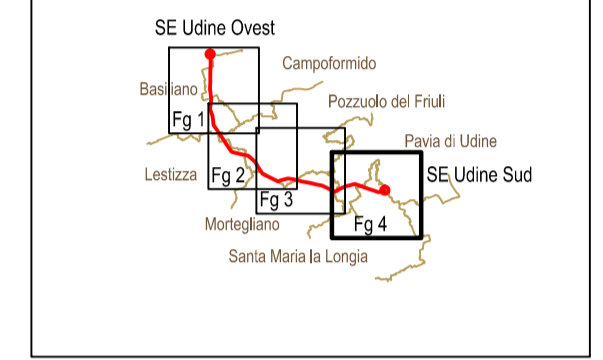 SE Udine Ovest
Campoformido
Basiliano
Pozzuolo del Friuli
Fg 1
Pavia di Udine
Lestizza
Fg 2
SE Udine Sud
Fg 3
Mortegliano
Fg 4
Santa Maria la Longia